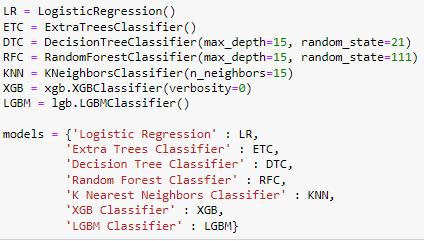 LR = LogisticRegression()
ETC = ExtraTreesClassifier()
DTC = DecisionTreeClassifier(max_depth=15, random_state=21)
RFC = RandomForestClassifier(max_depth=15, random_state=111)
KNN = KNeighborsClassifier(n_neighbors=15)
XGB = xgb.XGBClassifier(verbosity=0)
LGBM = lgb.LGBMClassifier()

models = {'Logistic Regression' : LR,
          'Extra Trees Classifier' : ETC,
          'Decision Tree Classifier' : DTC,
          'Random Forest Classifier' : RFC,
          'K Nearest Neighbors Classifier' : KNN,
          'XGB Classifier' : XGB,
          'LGBM Classifier' : LGBM}